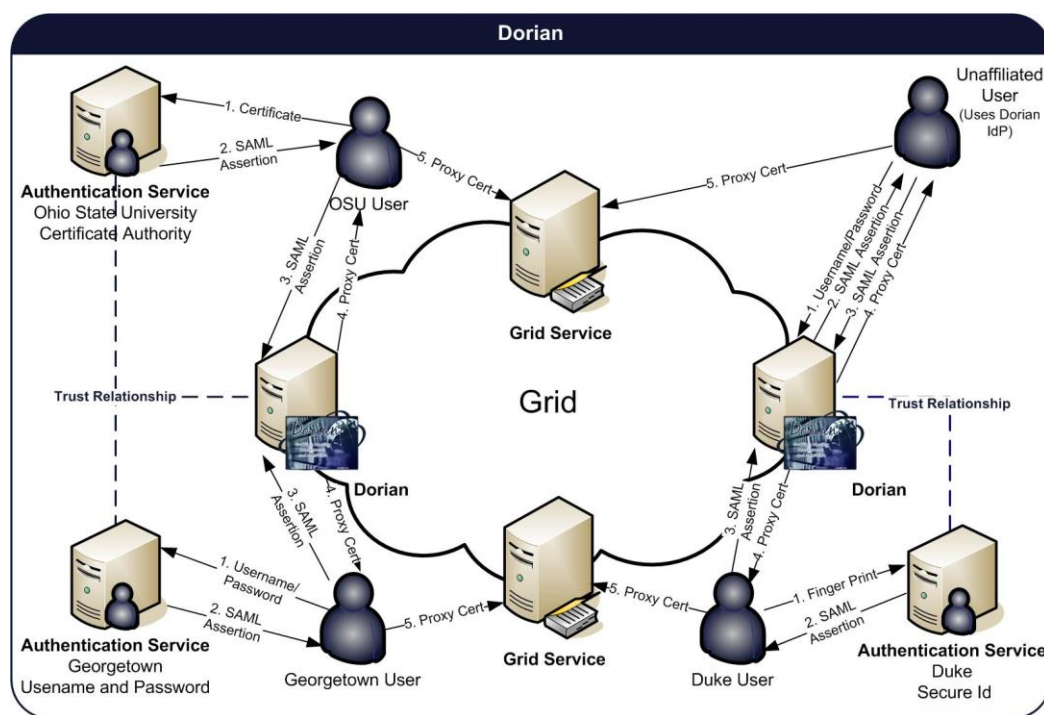 Dorian
1. Certificate
2. SAML
Assertion
Authentication Service
Ohio State University
Certificate Authority
OSU User
5. Proxy Cert
3. SAML
Assertion
4. Proxy Cert
Grid Service
Unaffiliated
User
(Uses Dorian
IdP)
5. Proxy Cert
1. Username/Password
2. SAML Assertion
3. SAML Assertion
4. Proxy Cert
Trust Relationship
Grid
Trust Relationship
Dorian
Dorian
3. SAML
Assertion
4. Proxy Cert
3. SAML
Assertion
4. Proxy Cert
1. Username/
Password
2. SAML
Assertion
Authentication Service
Georgetown
Usename and Password
Georgetown User
5. Proxy Cert
Grid Service
5. Proxy Cert
Duke User
1. Finger Print
2. SAML
Assertion
Authentication Service
Duke
Secure Id